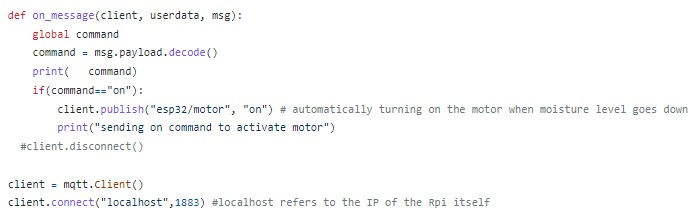 def on_message(client, userdata, msg):
    global command
    command = msg.payload.decode()
    print(   command)
    if(command=="on"):
        client.publish("esp32/motor", "on") # automatically turning on the motor when moisture level goes down
        print("sending on command to activate motor")
  #client.disconnect()

client = mqtt.Client()
client.connect("localhost",1883) #localhost refers to the IP of the Rpi itself